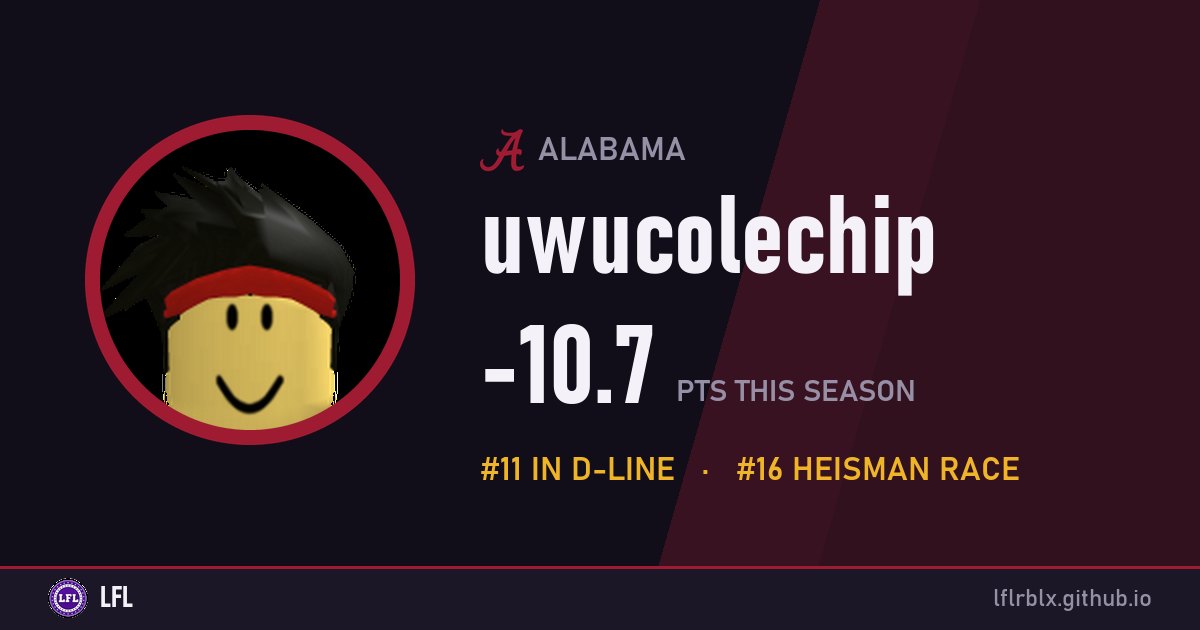 A ALABAMA
uwucolechip
-10.7 PTS THIS SEASON
#11 IN D-LINE · #16 HEISMAN RACE
LFL LFL
lflrblx.github.io